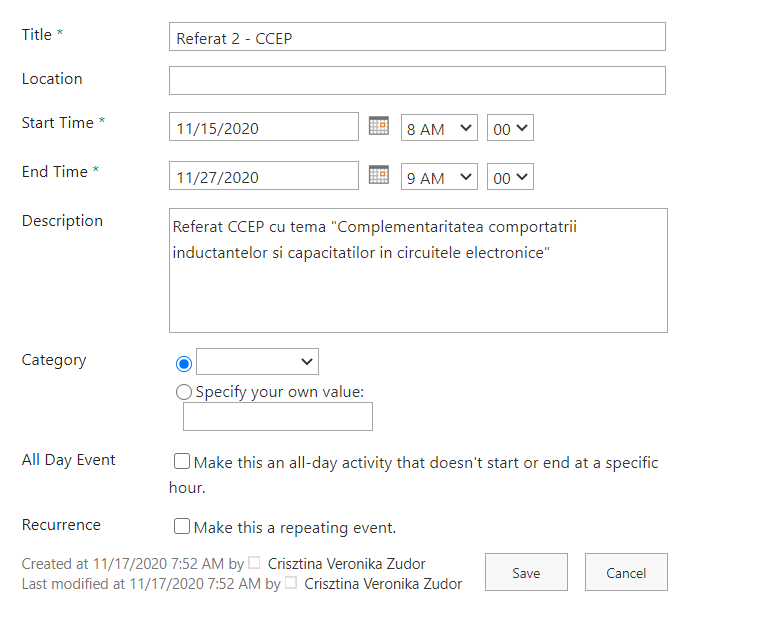 Title *
Referat 2 - CCEP
Location
Start Time *
11/15/2020
8 AM
00
End Time *
11/27/2020
9 AM
00
Description
Referat CCEP cu tema "Complementaritatea comportatrii
inductantelor si capacitatilor in circuitele electronice"
Category
Specify your own value:
All Day Event
Make this an all-day activity that doesn't start or end at a specific
hour.
Recurrence
Make this a repeating event.
Created at 11/17/2020 7:52 AM by Crisztina Veronika Zudor
Last modified at 11/17/2020 7:52 AM by Crisztina Veronika Zudor
Save
Cancel